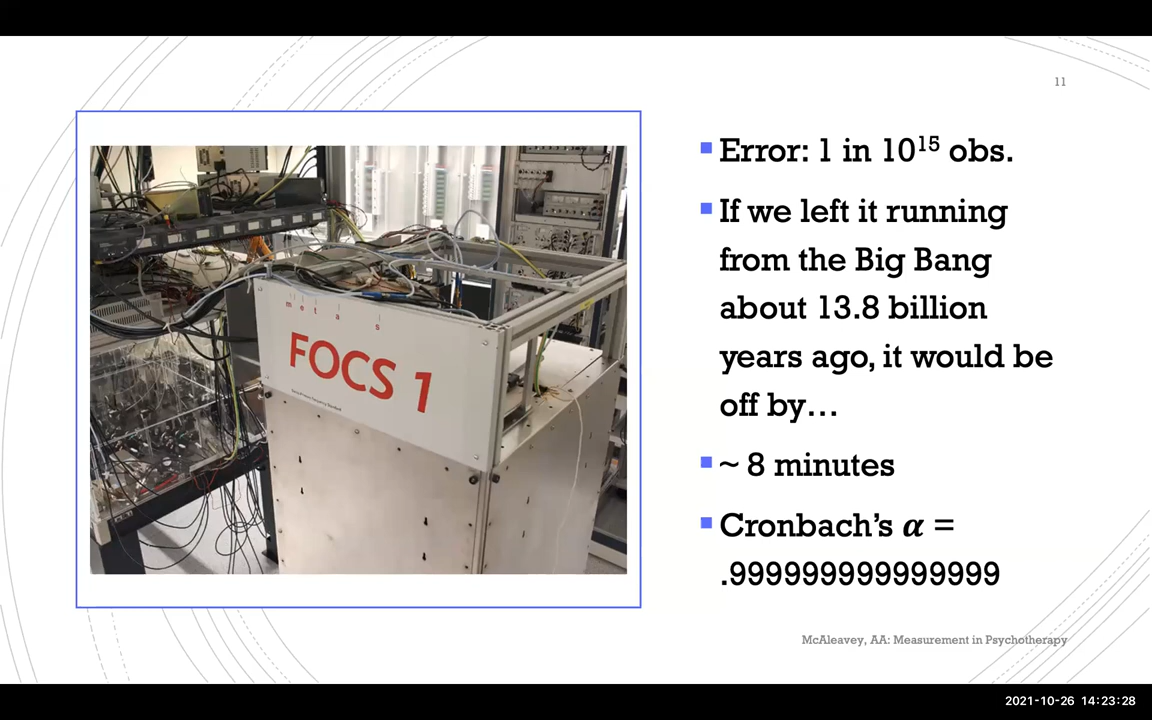 11
metas
FOCS 1
▪ Error: 1 in 10¹⁵ obs.
▪ If we left it running
from the Big Bang
about 13.8 billion
years ago, it would be
off by…
▪ ~ 8 minutes
▪ Cronbach’s 𝜶 =
.999999999999999
McAleavey, AA: Measurement in Psychotherapy
2021-10-26 14:23:28